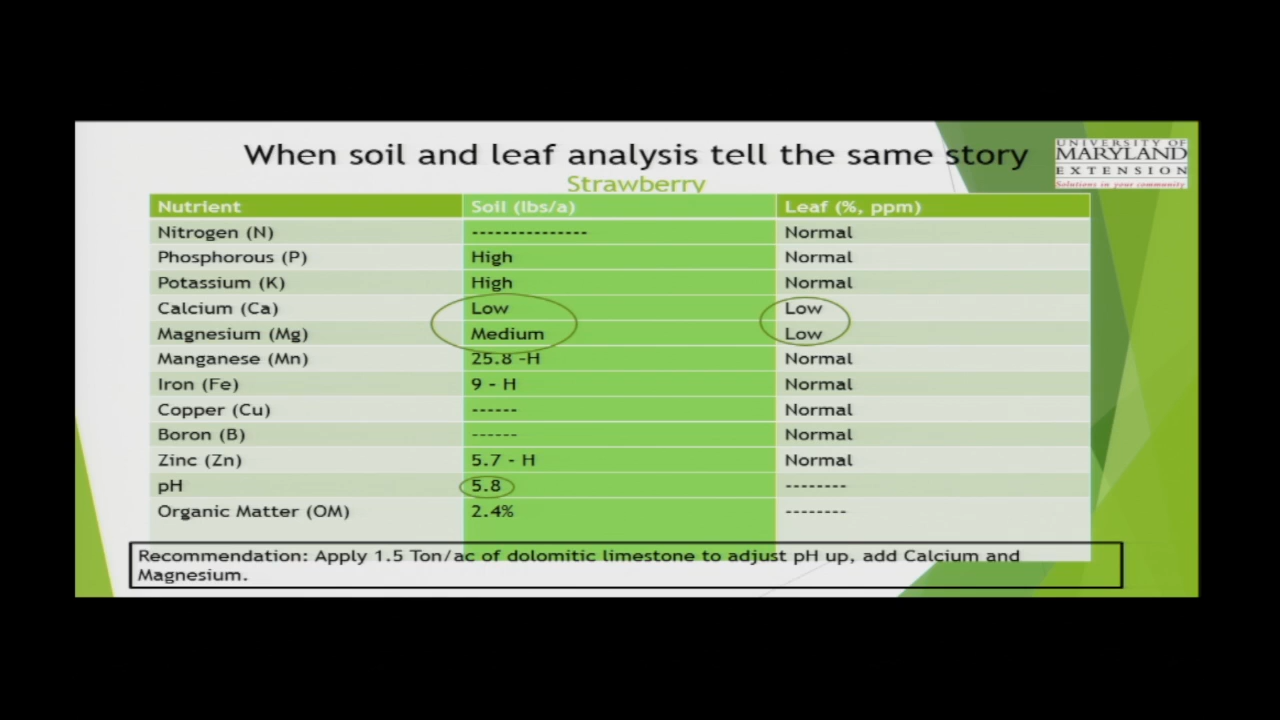 When soil and leaf analysis tell the same story
UNIVERSITY OF
MARYLAND
EXTENSION
Solutions in your community
Strawberry
Nutrient Soil (lbs/a) Leaf (%, ppm)
Nitrogen (N) --------------- Normal
Phosphorous (P) High Normal
Potassium (K) High Normal
Calcium (Ca) Low Low
Magnesium (Mg) Medium Low
Manganese (Mn) 25.8 -H Normal
Iron (Fe) 9 - H Normal
Copper (Cu) ------ Normal
Boron (B) ------ Normal
Zinc (Zn) 5.7 - H Normal
pH 5.8 --------
Organic Matter (OM) 2.4% --------
Recommendation: Apply 1.5 Ton/ac of dolomitic limestone to adjust pH up, add Calcium and
Magnesium.